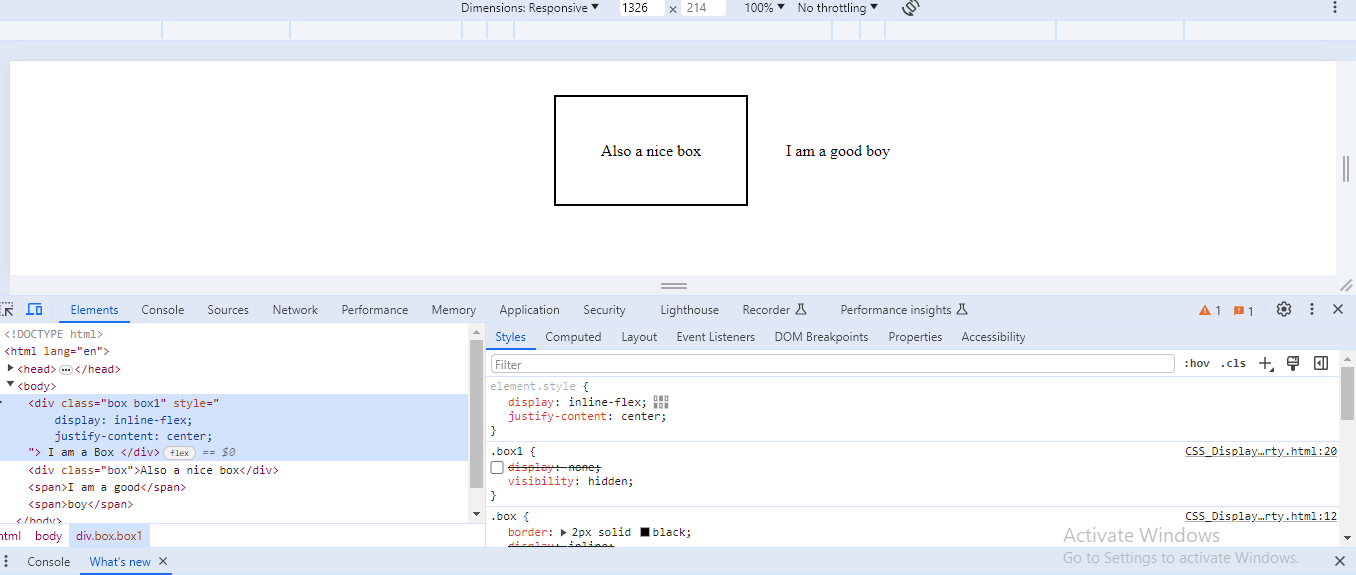 Dimensions: Responsive ▼ 1326 × 214 100% ▼ No throttling ▼
Also a nice box I am a good boy
Elements Console Sources Network Performance Memory Application Security Lighthouse Recorder Performance insights 1 1
<!DOCTYPE html>
<html lang="en">
<head> … </head>
<body>
<div class="box box1" style="
display: inline-flex;
justify-content: center;
"> I am a Box </div> flex == $0
<div class="box">Also a nice box</div>
<span>I am a good</span>
<span>boy</span>
</body>
html body div.box.box1
Styles Computed Layout Event Listeners DOM Breakpoints Properties Accessibility
Filter :hov .cls
element.style {
display: inline-flex;
justify-content: center;
}
.box1 { CSS_Display…rty.html:20
display: none;
visibility: hidden;
}
.box { CSS_Display…rty.html:12
border: 2px solid black;
display: inline;
Activate Windows
Go to Settings to activate Windows.
Console What's new